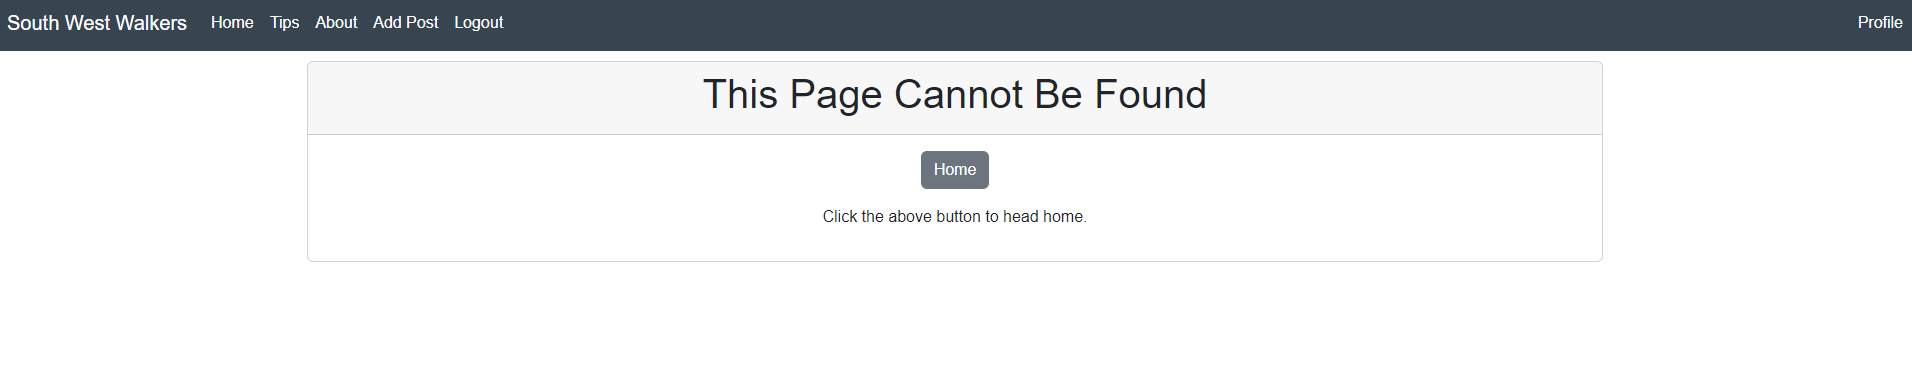 South West Walkers Home Tips About Add Post Logout Profile
This Page Cannot Be Found
Home
Click the above button to head home.